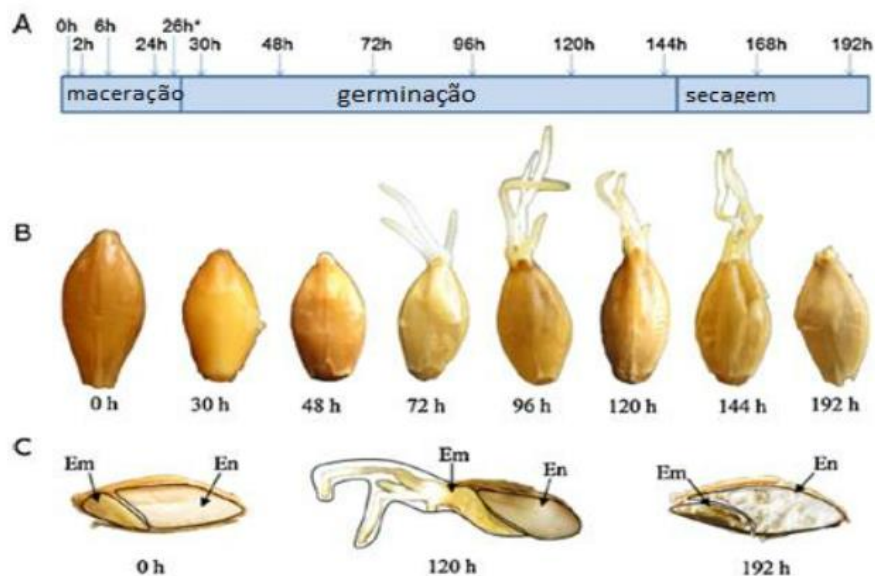 A
0h 6h 26h*
2h 24h 30h 48h 72h 96h 120h 144h 168h 192h
maceração germinação secagem
B
0 h 30 h 48 h 72 h 96 h 120 h 144 h 192 h
C
Em En Em En Em En
0 h 120 h 192 h